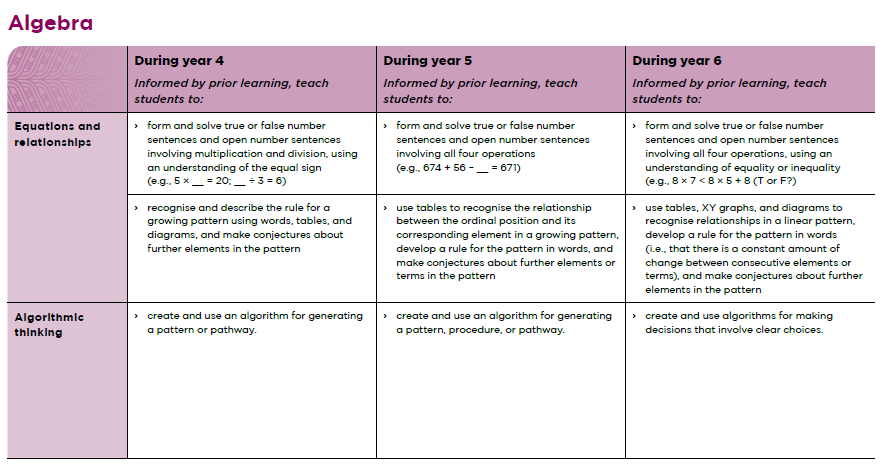 Algebra
During year 4
Informed by prior learning, teach
students to:
During year 5
Informed by prior learning, teach
students to:
During year 6
Informed by prior learning, teach
students to:
Equations and
relationships
› form and solve true or false number
sentences and open number sentences
involving multiplication and division, using
an understanding of the equal sign
(e.g., 5 × __ = 20; __ ÷ 3 = 6)
› form and solve true or false number
sentences and open number sentences
involving all four operations
(e.g., 674 + 56 − __ = 671)
› form and solve true or false number
sentences and open number sentences
involving all four operations, using an
understanding of equality or inequality
(e.g., 8 × 7 < 8 × 5 + 8 (T or F?)
› recognise and describe the rule for a
growing pattern using words, tables, and
diagrams, and make conjectures about
further elements in the pattern
› use tables to recognise the relationship
between the ordinal position and its
corresponding element in a growing pattern,
develop a rule for the pattern in words, and
make conjectures about further elements or
terms in the pattern
› use tables, XY graphs, and diagrams to
recognise relationships in a linear pattern,
develop a rule for the pattern in words
(i.e., that there is a constant amount of
change between consecutive elements or
terms), and make conjectures about further
elements in the pattern
Algorithmic
thinking
› create and use an algorithm for generating
a pattern or pathway.
› create and use an algorithm for generating
a pattern, procedure, or pathway.
› create and use algorithms for making
decisions that involve clear choices.